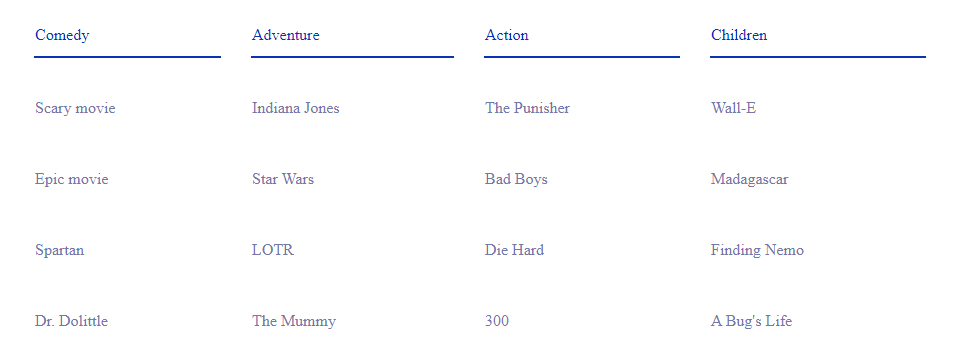 Comedy Adventure Action Children
Scary movie Indiana Jones The Punisher Wall-E
Epic movie Star Wars Bad Boys Madagascar
Spartan LOTR Die Hard Finding Nemo
Dr. Dolittle The Mummy 300 A Bug's Life